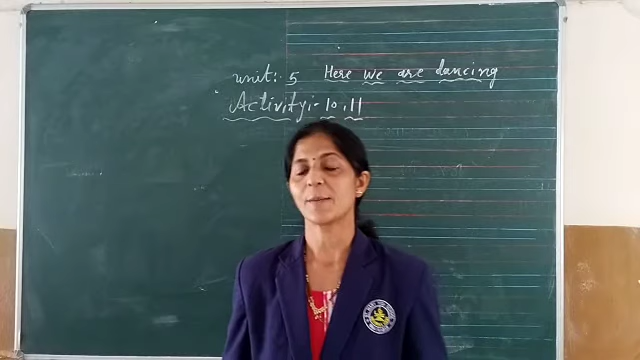 unit:- 5 Here we are dancing
Activity:- 10, 11